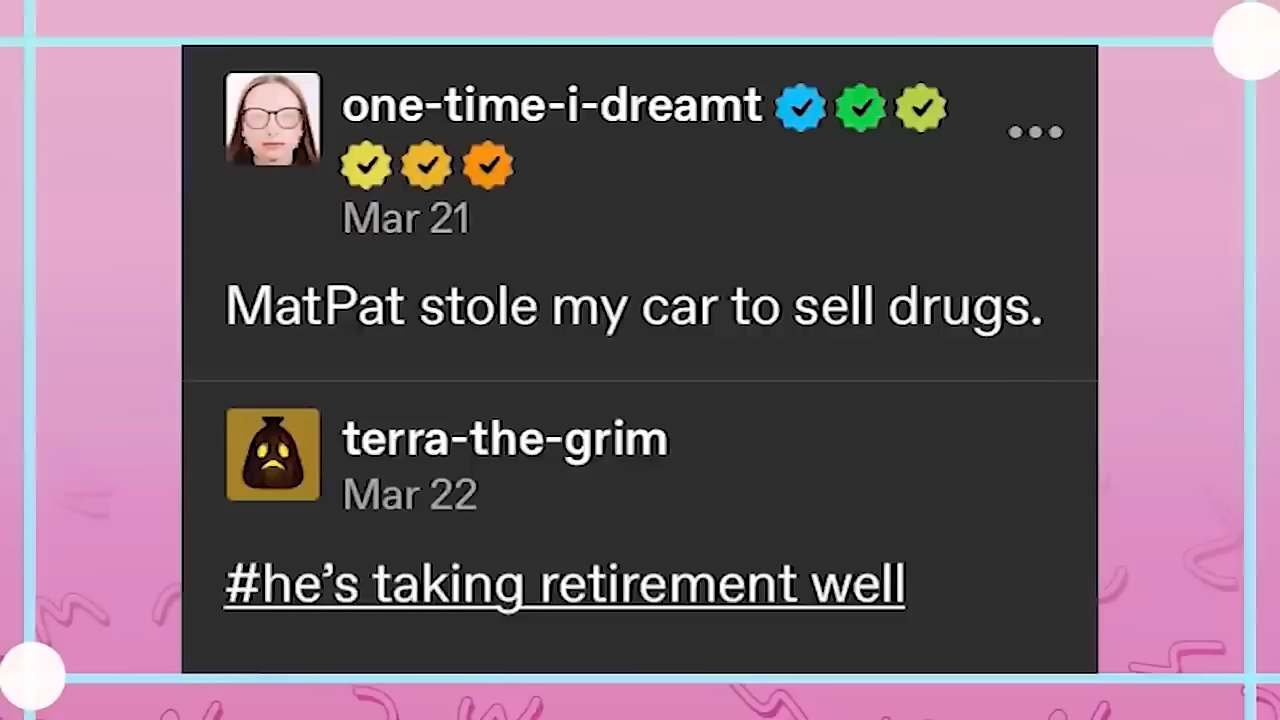 one-time-i-dreamt
Mar 21
MatPat stole my car to sell drugs.
terra-the-grim
Mar 22
#he’s taking retirement well